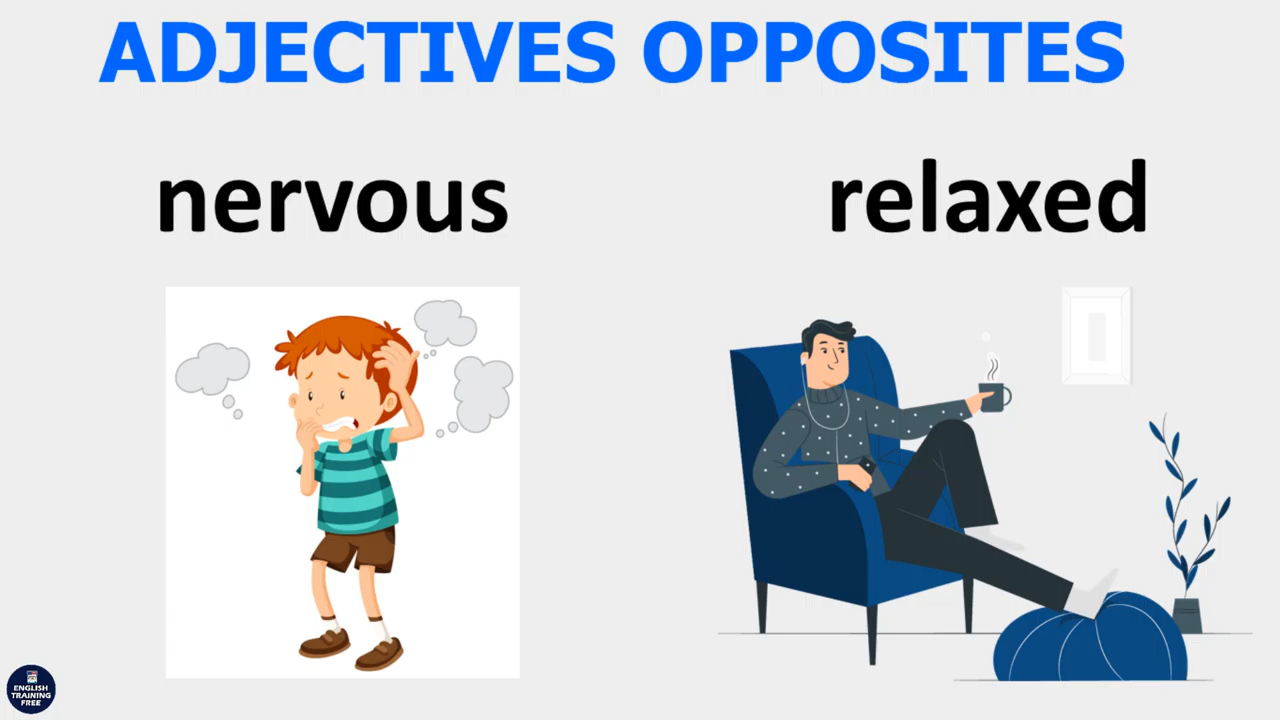 ADJECTIVES OPPOSITES
nervous
relaxed
ENGLISH
TRAINING
FREE